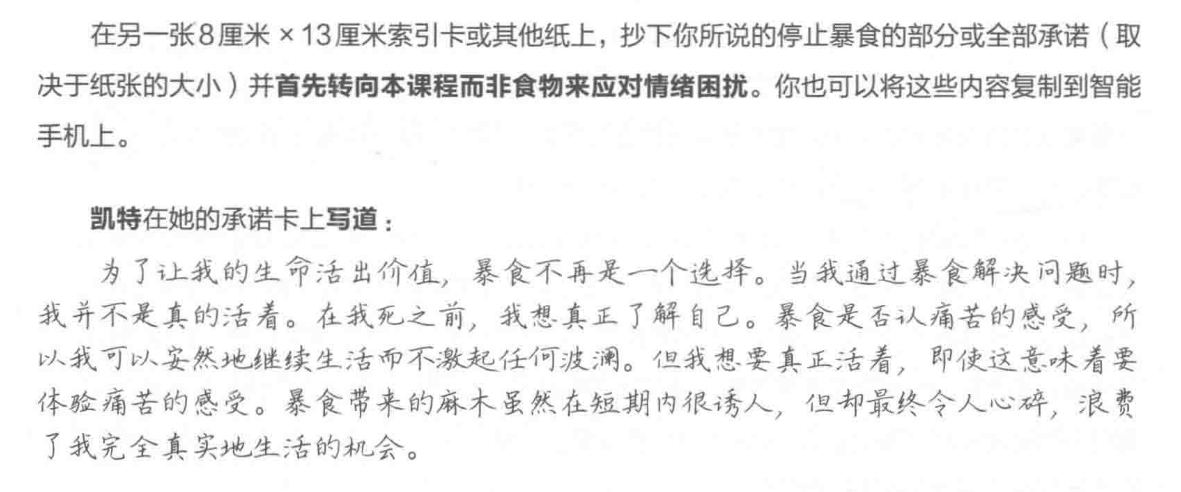 在另一张8厘米×13厘米索引卡或其他纸上，抄下你所说的停止暴食的部分或全部承诺（取
决于纸张的大小）并首先转向本课程而非食物来应对情绪困扰。你也可以将这些内容复制到智能
手机上。
凯特在她的承诺卡上写道：
为了让我的生命活出价值，暴食不再是一个选择。当我通过暴食解决问题时，
我并不是真的活着。在我死之前，我想真正了解自己。暴食是否认痛苦的感受，所
以我可以安然地继续生活而不激起任何波澜。但我想要真正活着，即使这意味着要
体验痛苦的感受。暴食带来的麻木虽然在短期内很诱人，但却最终令人心碎，浪费
了我完全真实地生活的机会。